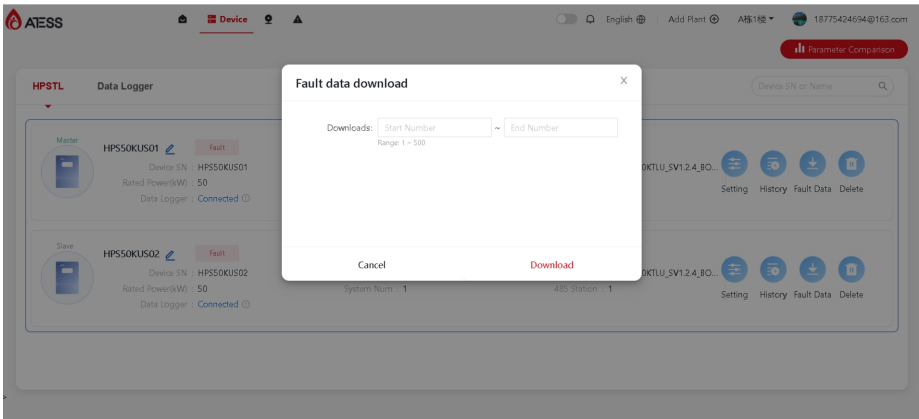 ATESS
Device
English
Add Plant
A栋1楼
18775424694@163.com
Parameter Comparison
HPSTL
Data Logger
Device SN or Name
Fault data download
X
Downloads: Start Number ~ End Number
Range: 1 ~ 500
Cancel
Download
Master
HPS50KUS01
Fault
Device SN : HPS50KUS01
Rated Power(kW) : 50
Data Logger : Connected
0KTLU_SV1.2.4_BO...
Setting
History
Fault Data
Delete
Slave
HPS50KUS02
Fault
Device SN : HPS50KUS02
Rated Power(kW) : 50
System Num : 1
485 Station : 1
Data Logger : Connected
0KTLU_SV1.2.4_BO...
Setting
History
Fault Data
Delete
>